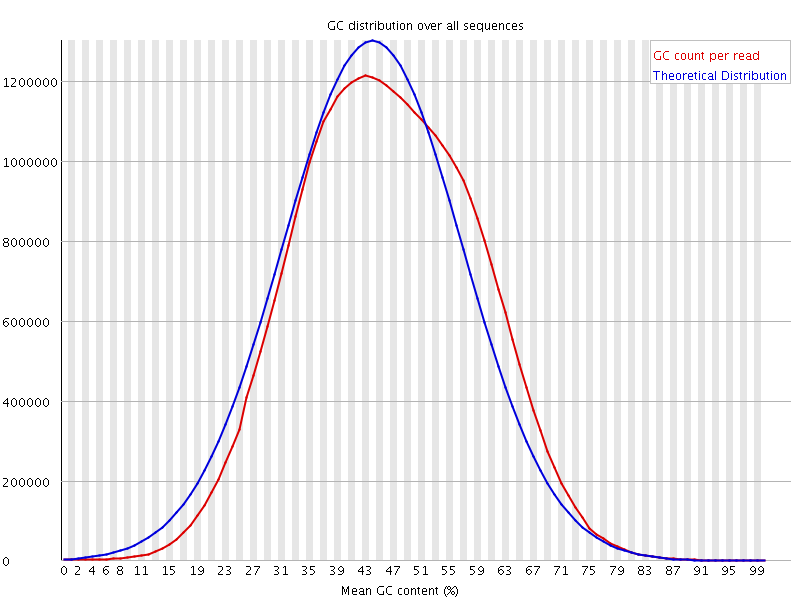 GC distribution over all sequences
GC count per read
Theoretical Distribution
1200000
1000000
800000
600000
400000
200000
0
0 2 4 6 8 11 15 19 23 27 31 35 39 43 47 51 55 59 63 67 71 75 79 83 87 91 95 99
Mean GC content (%)